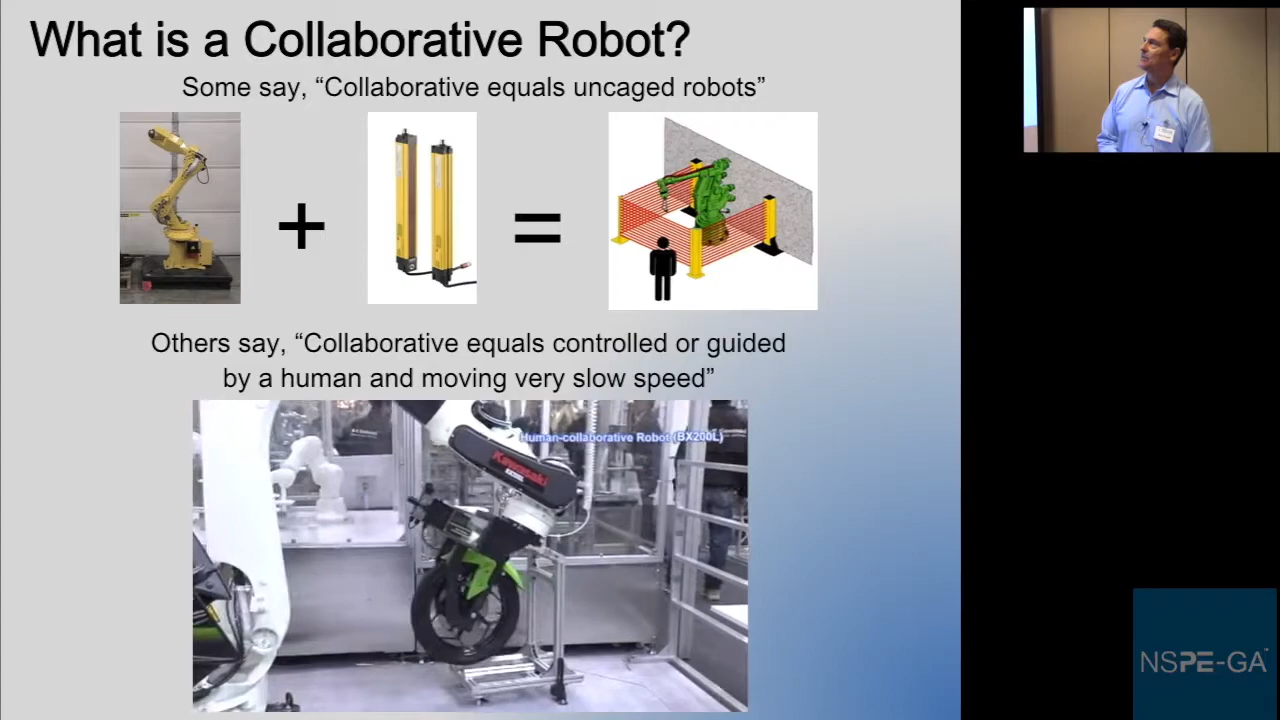 What is a Collaborative Robot?
Some say, “Collaborative equals uncaged robots”
+
=
Others say, “Collaborative equals controlled or guided
by a human and moving very slow speed”
Human-collaborative Robot (BX200L)
Kawasaki
NSPE-GA